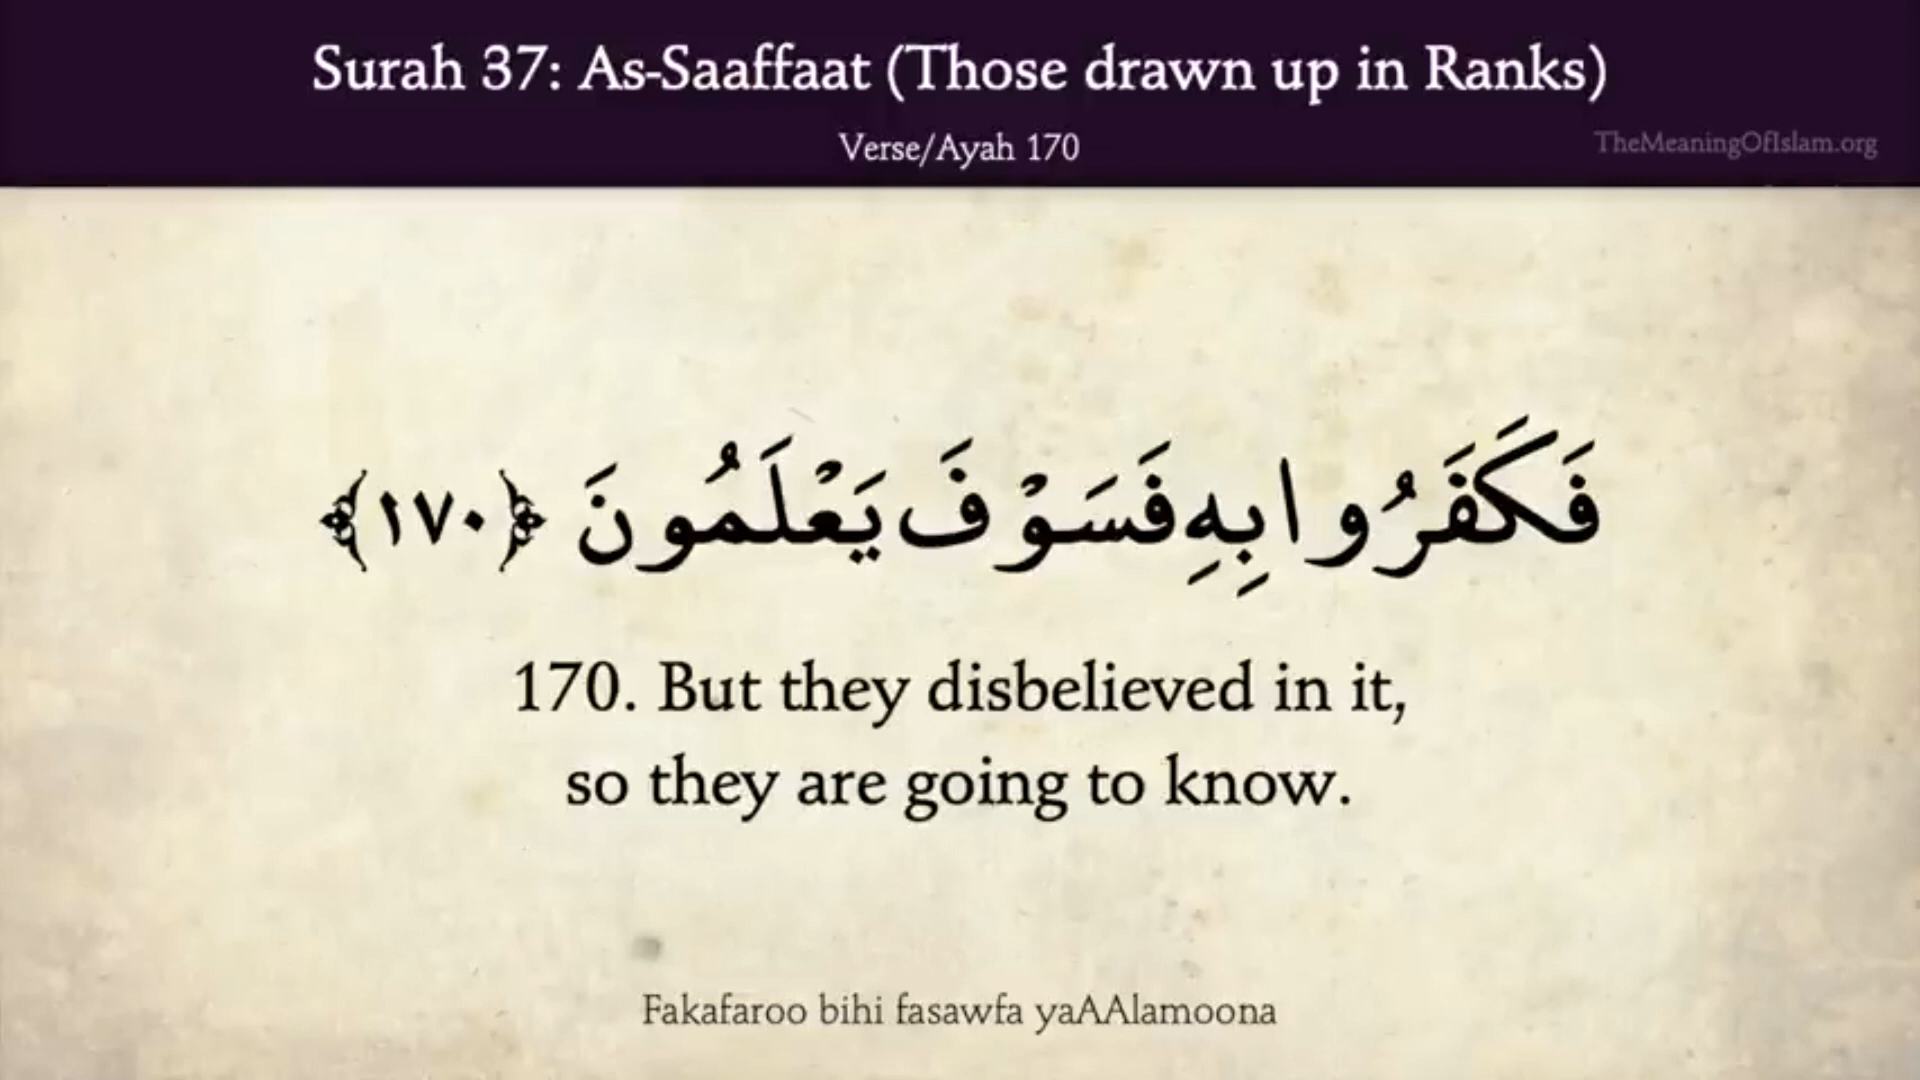 Surah 37: As-Saaffaat (Those drawn up in Ranks)
Verse/Ayah 170
TheMeaningOfIslam.org
فَكَفَرُوا بِهِ فَسَوْفَ يَعْلَمُونَ ﴿١٧٠﴾
170. But they disbelieved in it,
so they are going to know.
Fakafaroo bihi fasawfa yaAAlamoona